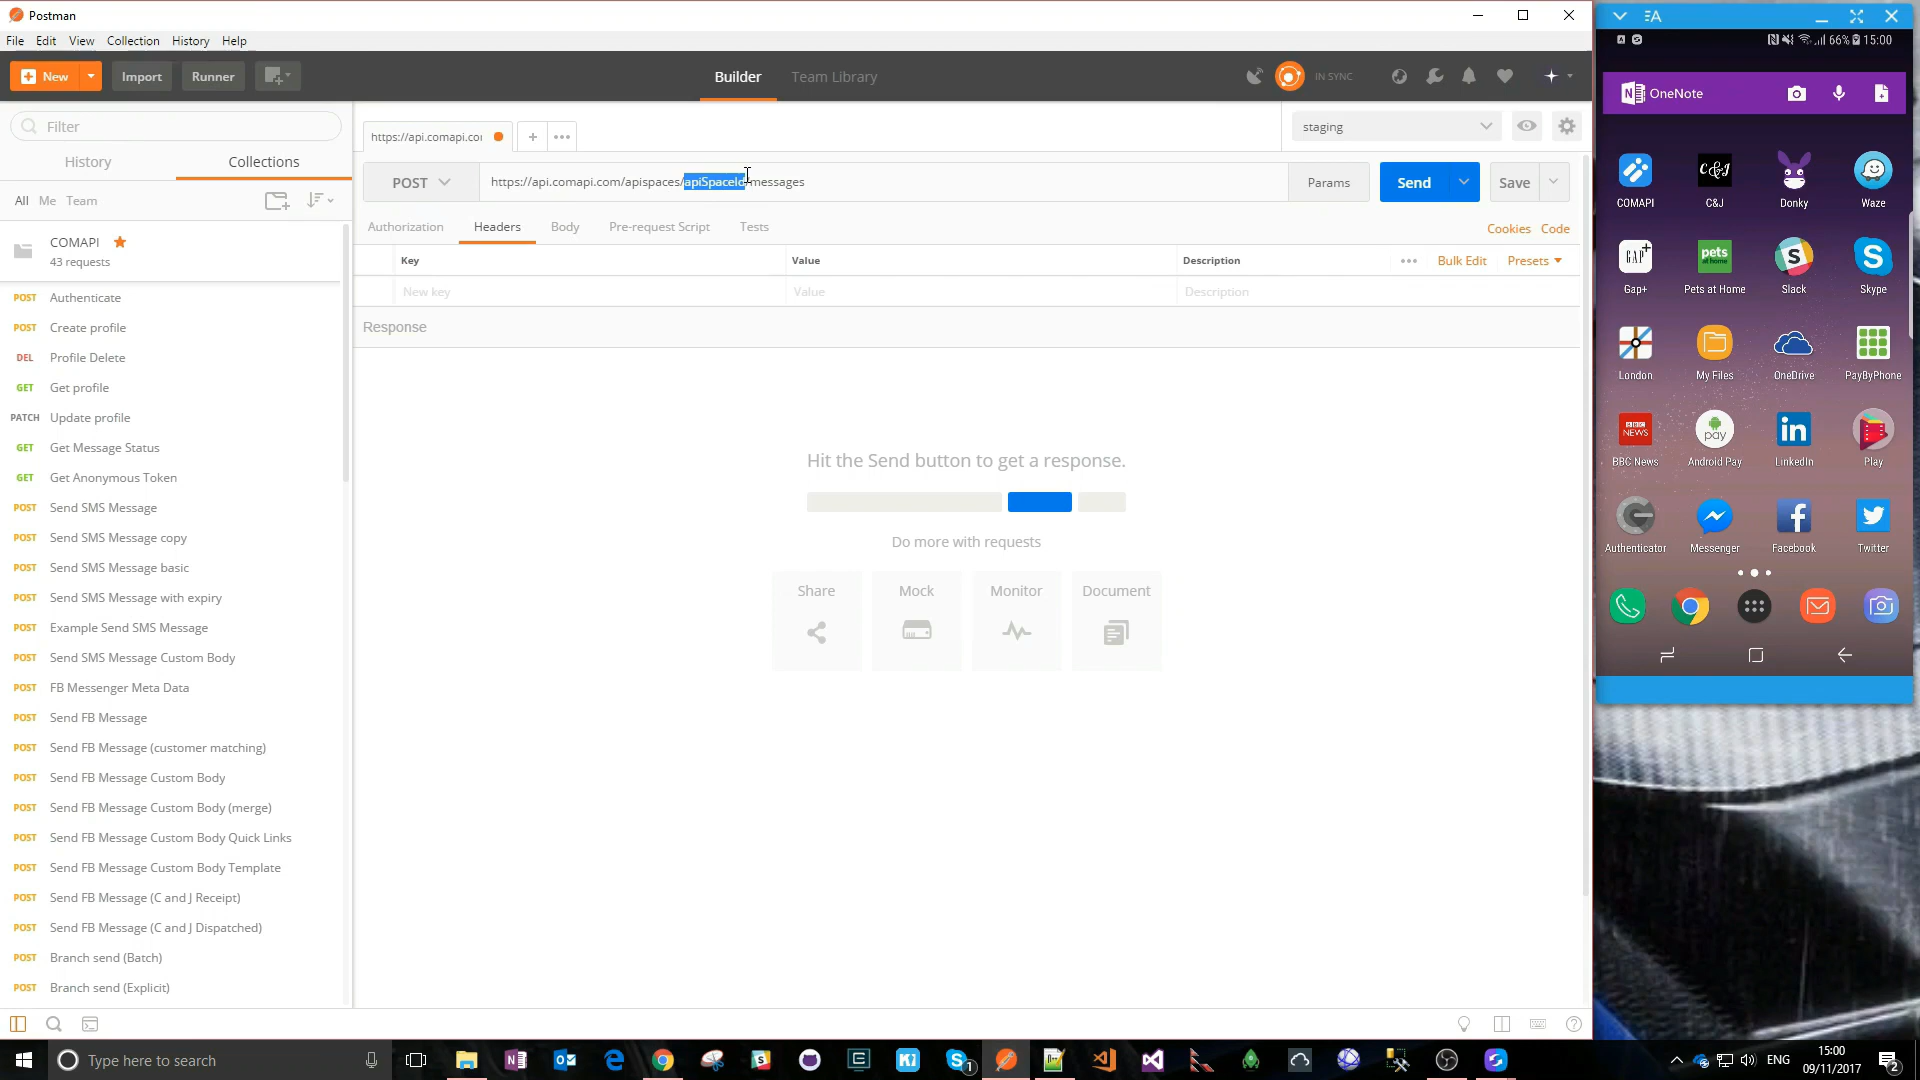 Postman
File Edit View Collection History Help
New Import Runner Builder Team Library IN SYNC
Filter
History Collections
All Me Team
COMAPI
43 requests
POST Authenticate
POST Create profile
DEL Profile Delete
GET Get profile
PATCH Update profile
GET Get Message Status
GET Get Anonymous Token
POST Send SMS Message
POST Send SMS Message copy
POST Send SMS Message basic
POST Send SMS Message with expiry
POST Example Send SMS Message
POST Send SMS Message Custom Body
POST FB Messenger Meta Data
POST Send FB Message
POST Send FB Message (customer matching)
POST Send FB Message Custom Body
POST Send FB Message Custom Body (merge)
POST Send FB Message Custom Body Quick Links
POST Send FB Message Custom Body Template
POST Send FB Message (C and J Receipt)
POST Send FB Message (C and J Dispatched)
POST Branch send (Batch)
POST Branch send (Explicit)
https://api.comapi.co
staging
POST https://api.comapi.com/apispaces/apiSpaceId/messages Params Send Save
Authorization Headers Body Pre-request Script Tests Cookies Code
Key Value Description Bulk Edit Presets
New key Value Description
Response
Hit the Send button to get a response.
Do more with requests
Share Mock Monitor Document
66% 15:00
OneNote
COMAPI C&J Donky Waze
GAP+ pets at home
Gap+ Pets at Home Slack Skype
London My Files OneDrive PayByPhone
BBC NEWS pay
BBC News Android Pay LinkedIn Play
Authenticator Messenger Facebook Twitter
Type here to search
ENG
15:00
09/11/2017